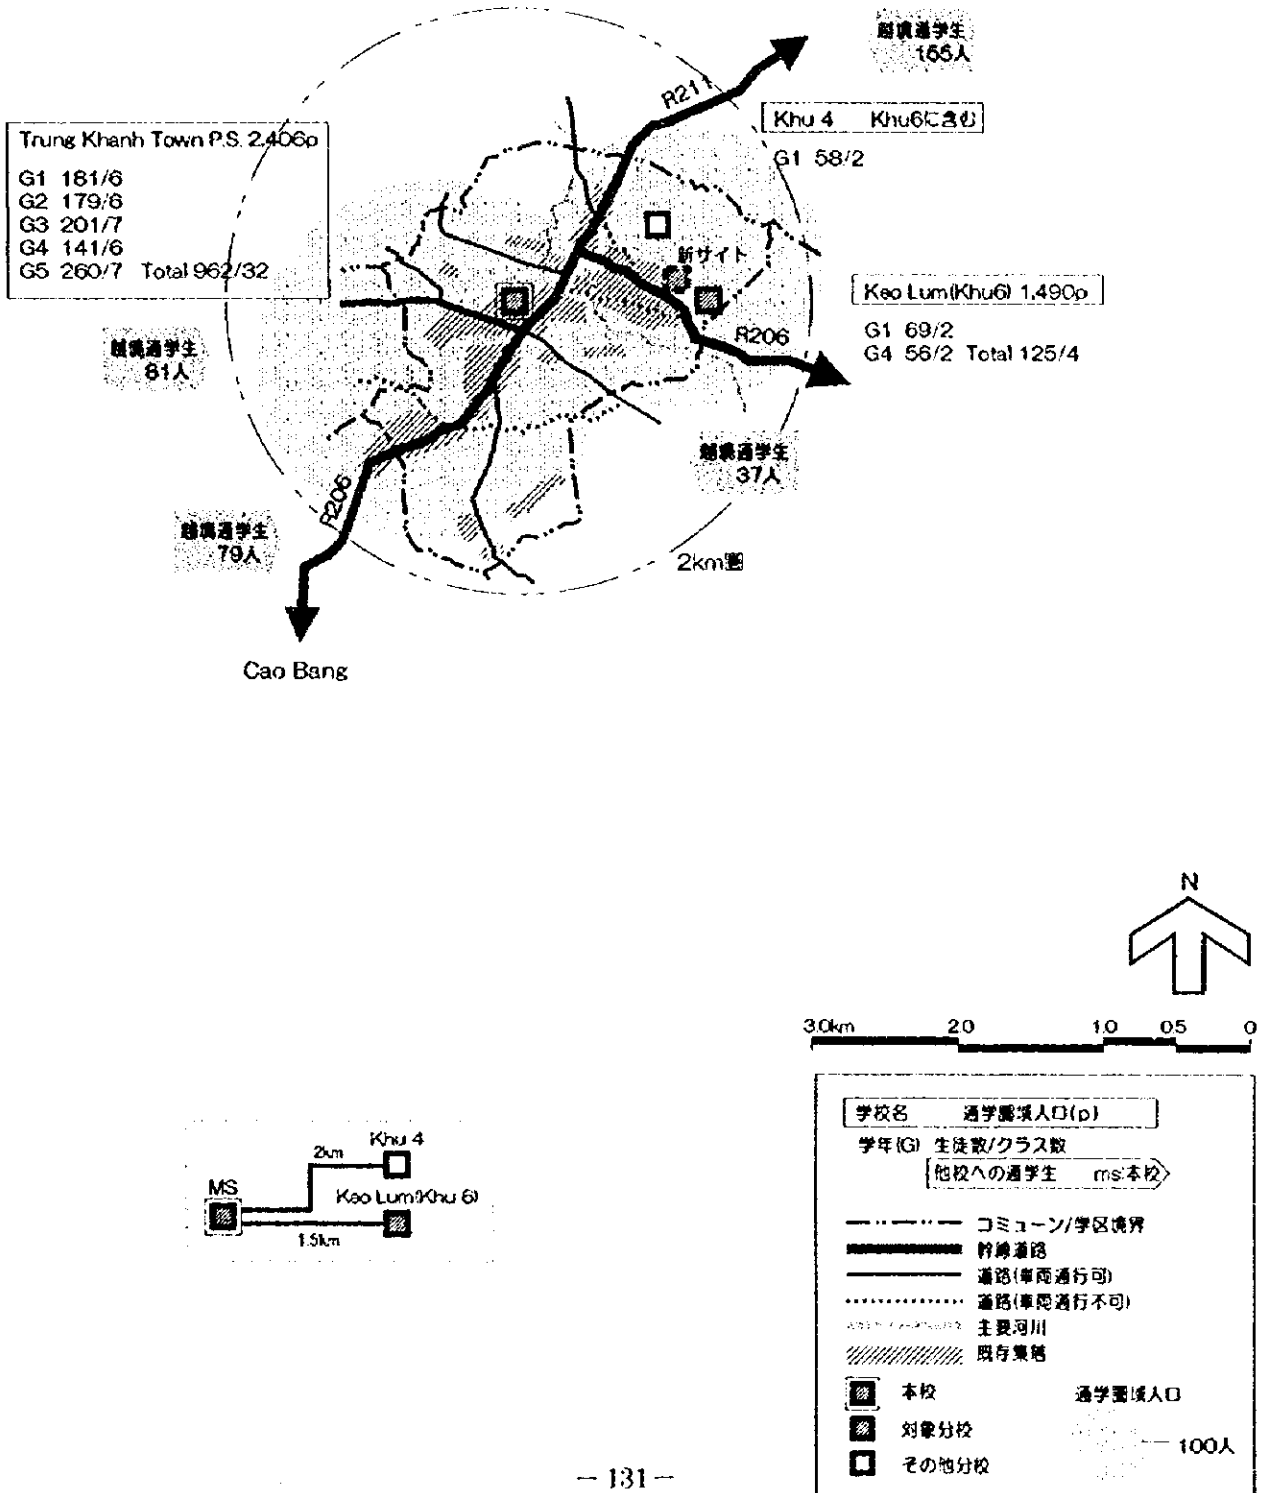 越境通学生
155人
R211
Khu 4 Khu6に含む
G1 58/2
Trung Khanh Town P.S. 2,406p
G1 181/6
G2 179/6
G3 201/7
G4 141/6
G5 260/7 Total 962/32
新サイト
Keo Lum(Khu6) 1,490p
G1 69/2
G4 56/2 Total 125/4
R206
越境通学生
81人
越境通学生
37人
R206
越境通学生
79人
2km圏
Cao Bang
N
3.0km 2.0 1.0 0.5 0
学校名 通学圏域人口(p)
学年(G) 生徒数/クラス数
他校への通学生 ms:本校
Khu 4
2km
MS
Keo Lum(Khu 6)
1.5km
コミューン/学区境界
幹線道路
道路(車両通行可)
道路(車両通行不可)
主要河川
既存集落
本校 通学圏域人口
対象分校
100人
その他分校
- 131 -